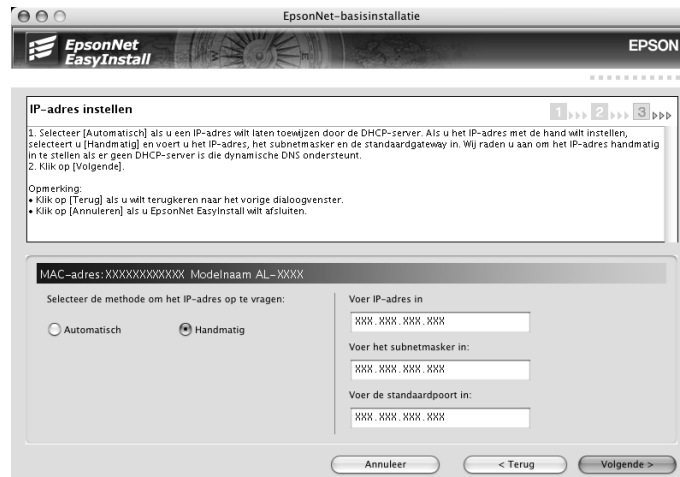 EpsonNet-basisinstallatie
EpsonNet
EasyInstall
EPSON
IP-adres instellen
1 2 3
1. Selecteer [Automatisch] als u een IP-adres wilt laten toewijzen door de DHCP-server. Als u het IP-adres met de hand wilt instellen,
selecteert u [Handmatig] en voert u het IP-adres, het subnetmasker en de standaardgateway in. Wij raden u aan om het IP-adres handmatig
in te stellen als er geen DHCP-server is die dynamische DNS ondersteunt.
2. Klik op [Volgende].
Opmerking:
• Klik op [Terug] als u wilt terugkeren naar het vorige dialoogvenster.
• Klik op [Annuleren] als u EpsonNet EasyInstall wilt afsluiten.
MAC-adres:XXXXXXXXXXXX Modelnaam AL-XXXX
Selecteer de methode om het IP-adres op te vragen:
Automatisch
Handmatig
Voer IP-adres in
XXX.XXX.XXX.XXX
Voer het subnetmasker in:
XXX.XXX.XXX.XXX
Voer de standaardpoort in:
XXX.XXX.XXX.XXX
Annuleer
< Terug
Volgende >